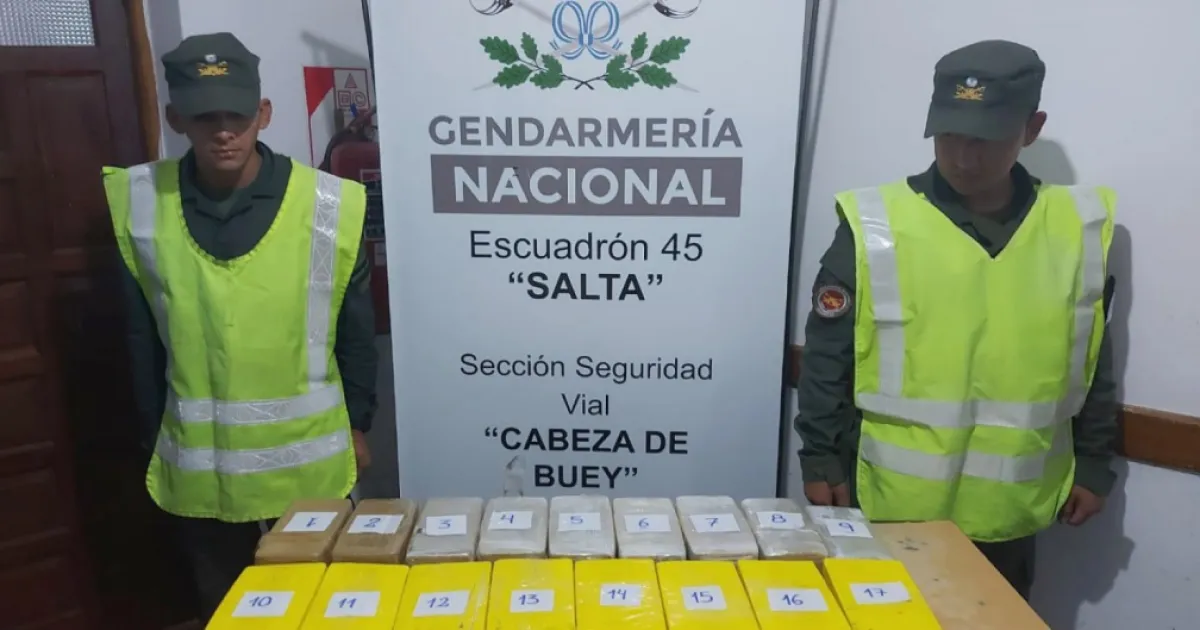 GENDARMERÍA
NACIONAL
Escuadrón 45
“SALTA”
Sección Seguridad
Vial
“CABEZA DE
BUEY”
1 2 3 4 5 6 7 8 9
10 11 12 13 14 15 16 17